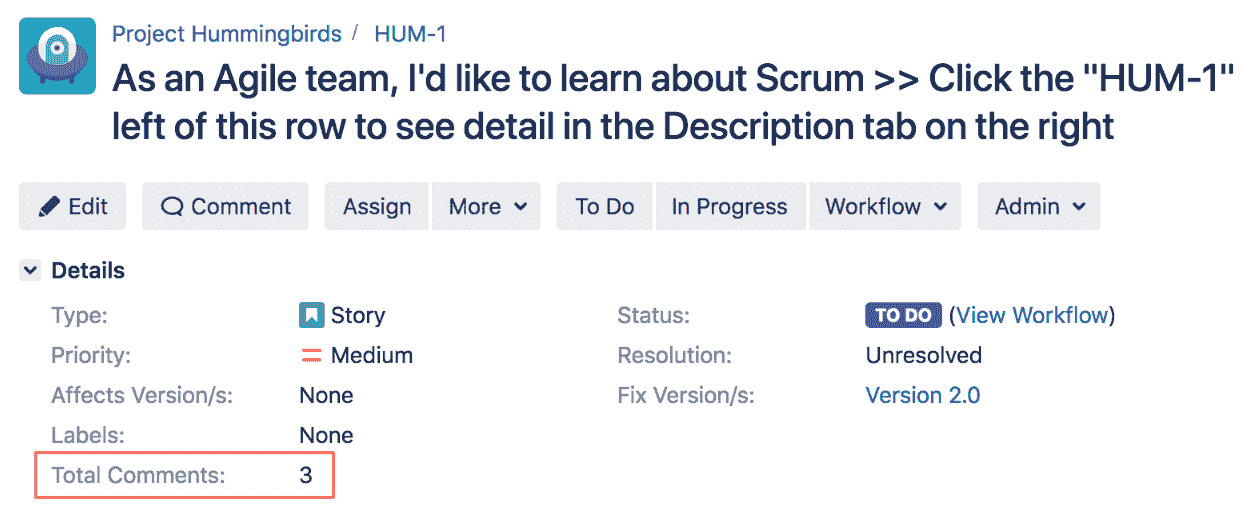 Project Hummingbirds / HUM-1
As an Agile team, I'd like to learn about Scrum >> Click the "HUM-1"
left of this row to see detail in the Description tab on the right
Edit Comment Assign More To Do In Progress Workflow Admin
Details
Type: Story Status: TO DO (View Workflow)
Priority: Medium Resolution: Unresolved
Affects Version/s: None Fix Version/s: Version 2.0
Labels: None
Total Comments: 3